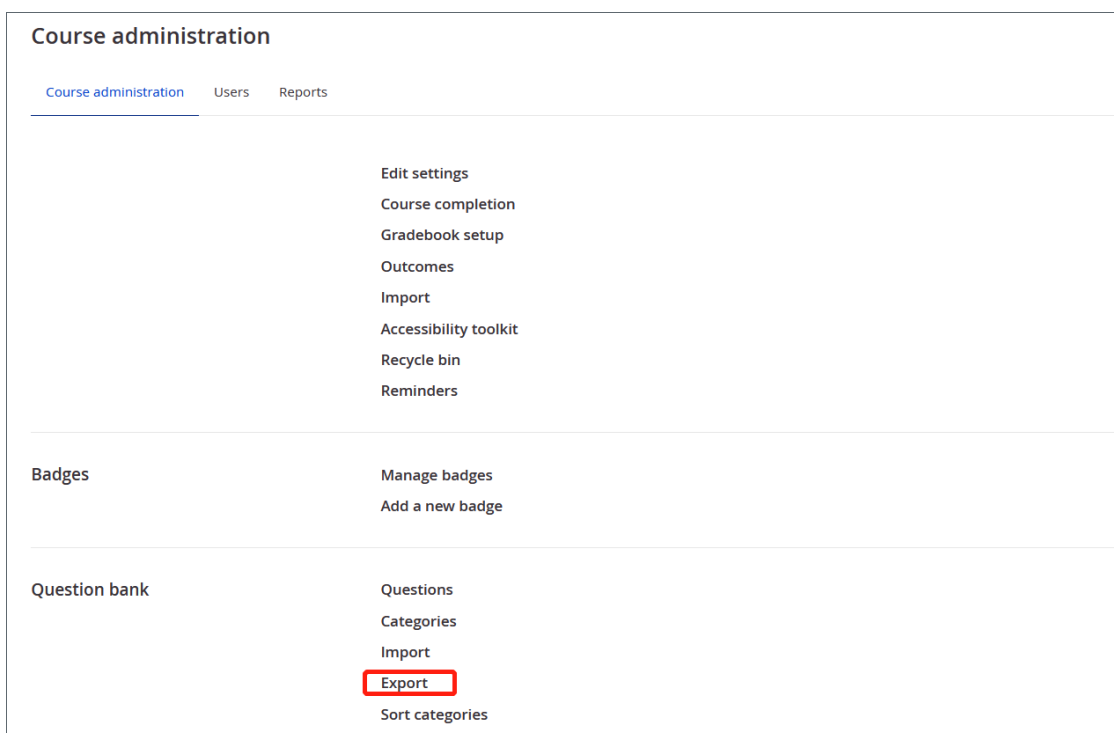 Course administration
Course administration Users Reports
Edit settings
Course completion
Gradebook setup
Outcomes
Import
Accessibility toolkit
Recycle bin
Reminders
Badges Manage badges
Add a new badge
Question bank Questions
Categories
Import
Export
Sort categories